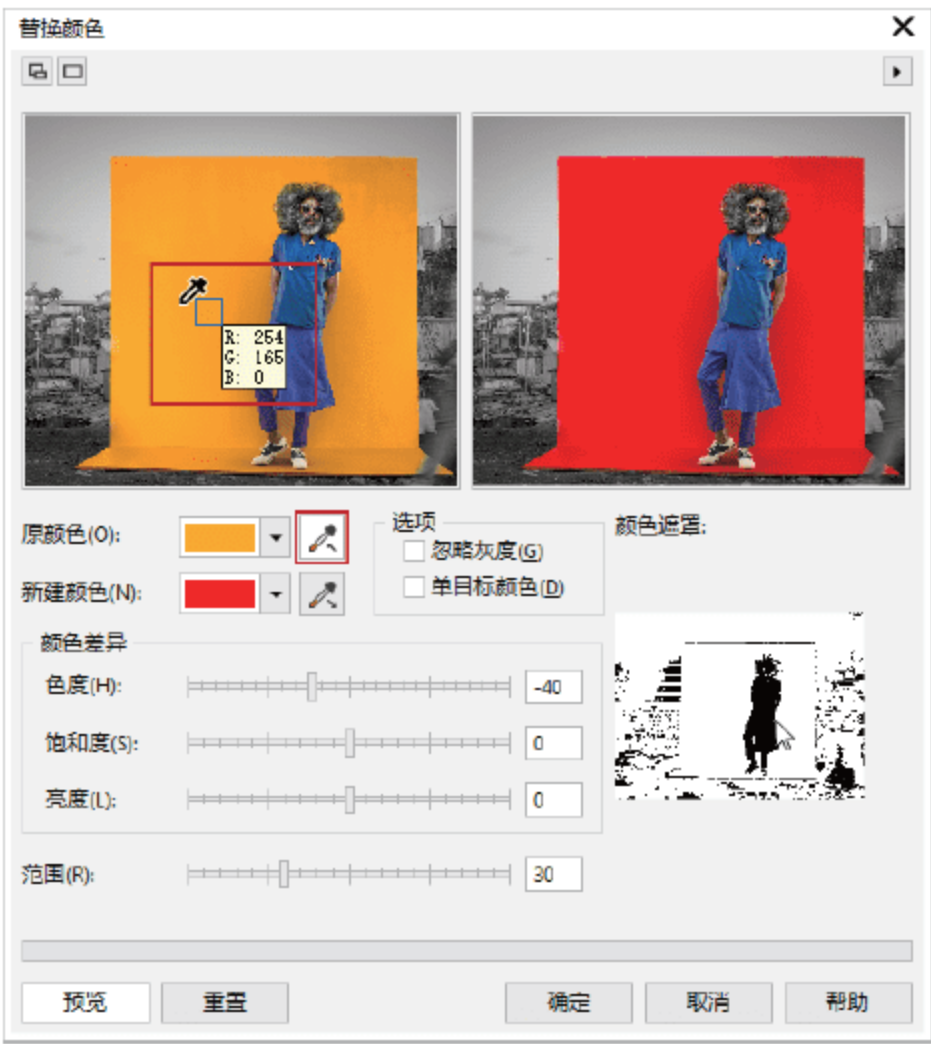 替换颜色
R: 254
G: 165
B: 0
原颜色(O):
选项
颜色遮罩:
忽略灰度(G)
新建颜色(N):
单目标颜色(D)
颜色差异
色度(H):
-40
饱和度(S):
0
亮度(L):
0
范围(R):
30
预览
重置
确定
取消
帮助